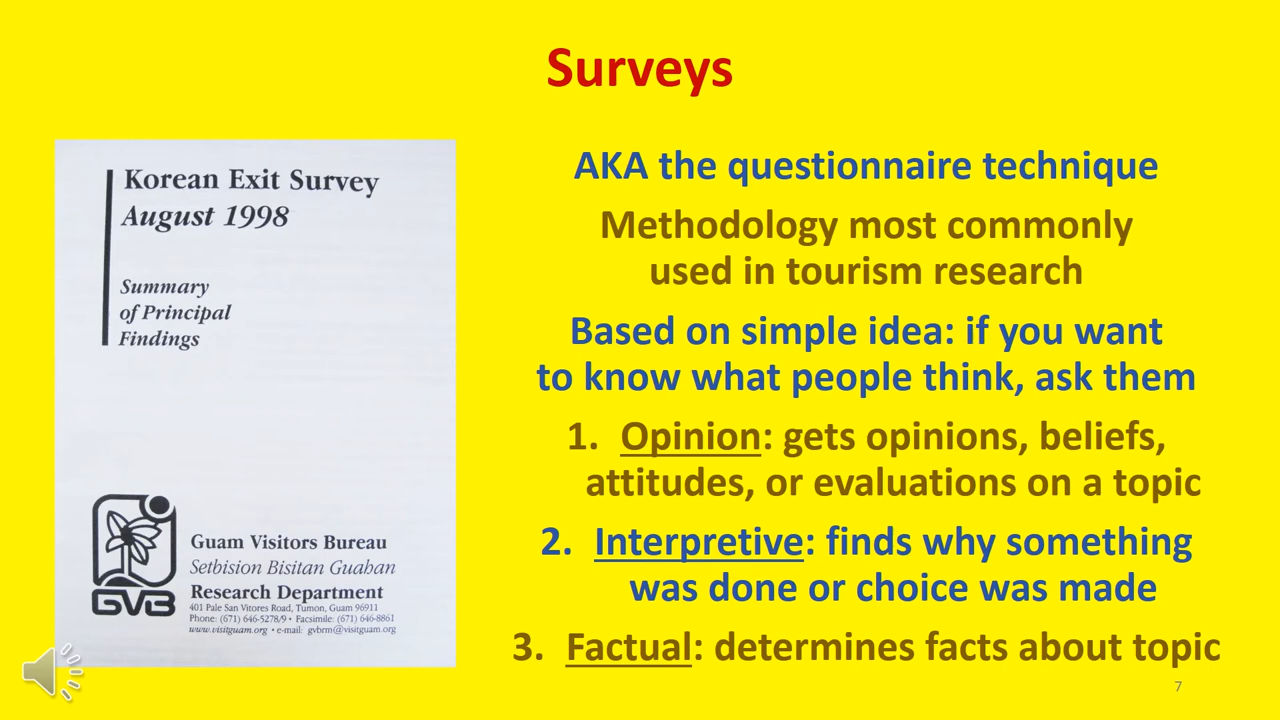 Surveys
Korean Exit Survey
August 1998
Summary
of Principal
Findings
GVB
Guam Visitors Bureau
Setbision Bisitan Guahan
Research Department
401 Pale San Vitores Road, Tumon, Guam 96911
Phone: (671) 646-5278/9 • Facsimile: (671) 646-8861
www.visitguam.org • e-mail: gvbrm@visitguam.org
AKA the questionnaire technique
Methodology most commonly
used in tourism research
Based on simple idea: if you want
to know what people think, ask them
1. Opinion: gets opinions, beliefs,
attitudes, or evaluations on a topic
2. Interpretive: finds why something
was done or choice was made
3. Factual: determines facts about topic
7